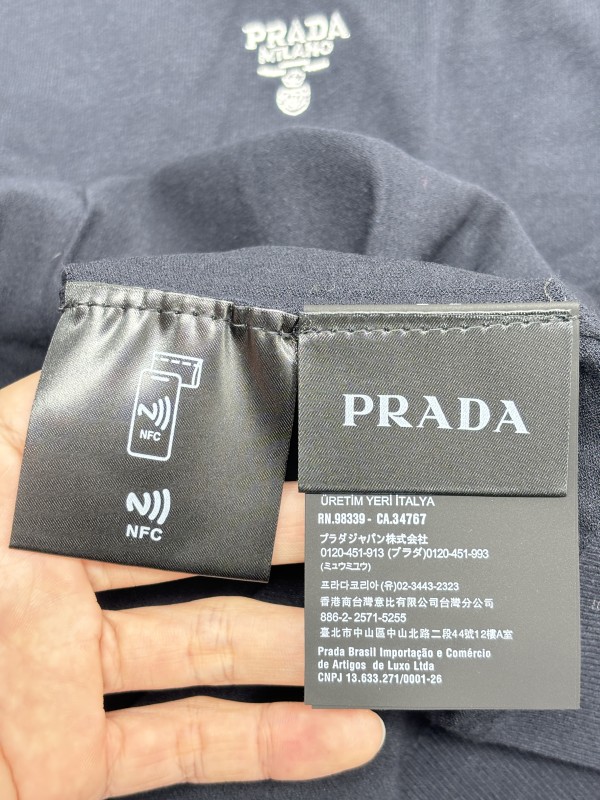 PRADA
MILANO
NFC
NFC
PRADA
ÜRETİM YERİ İTALYA
RN.98339 - CA.34767
プラダジャパン株式会社
0120-451-913 (プラダ)0120-451-993
(ミュウミユウ)
프라다코리아 (유)02-3443-2323
香港商台灣意比有限公司台灣分公司
886-2- 2571-5255
臺北市中山區中山北路二段44號12樓A室
Prada Brasil Importação e Comércio
de Artigos de Luxo Ltda
CNPJ 13.633.271/0001-26